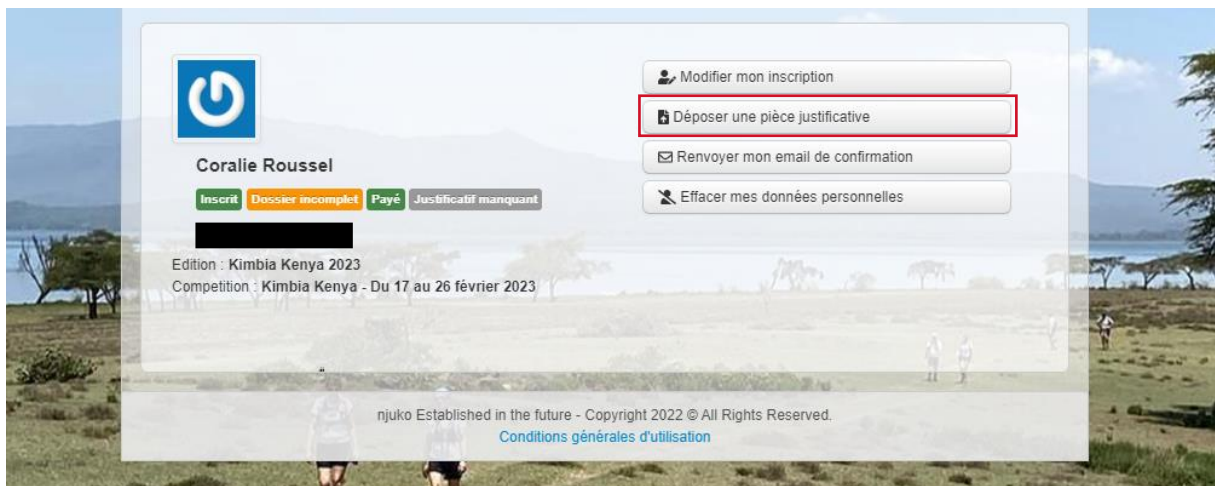 Modifier mon inscription
Déposer une pièce justificative
Renvoyer mon email de confirmation
Effacer mes données personnelles
Coralie Roussel
Inscrit Dossier incomplet Payé Justificatif manquant
Edition : Kimbia Kenya 2023
Competition : Kimbia Kenya - Du 17 au 26 février 2023
njuko Established in the future - Copyright 2022 © All Rights Reserved.
Conditions générales d'utilisation